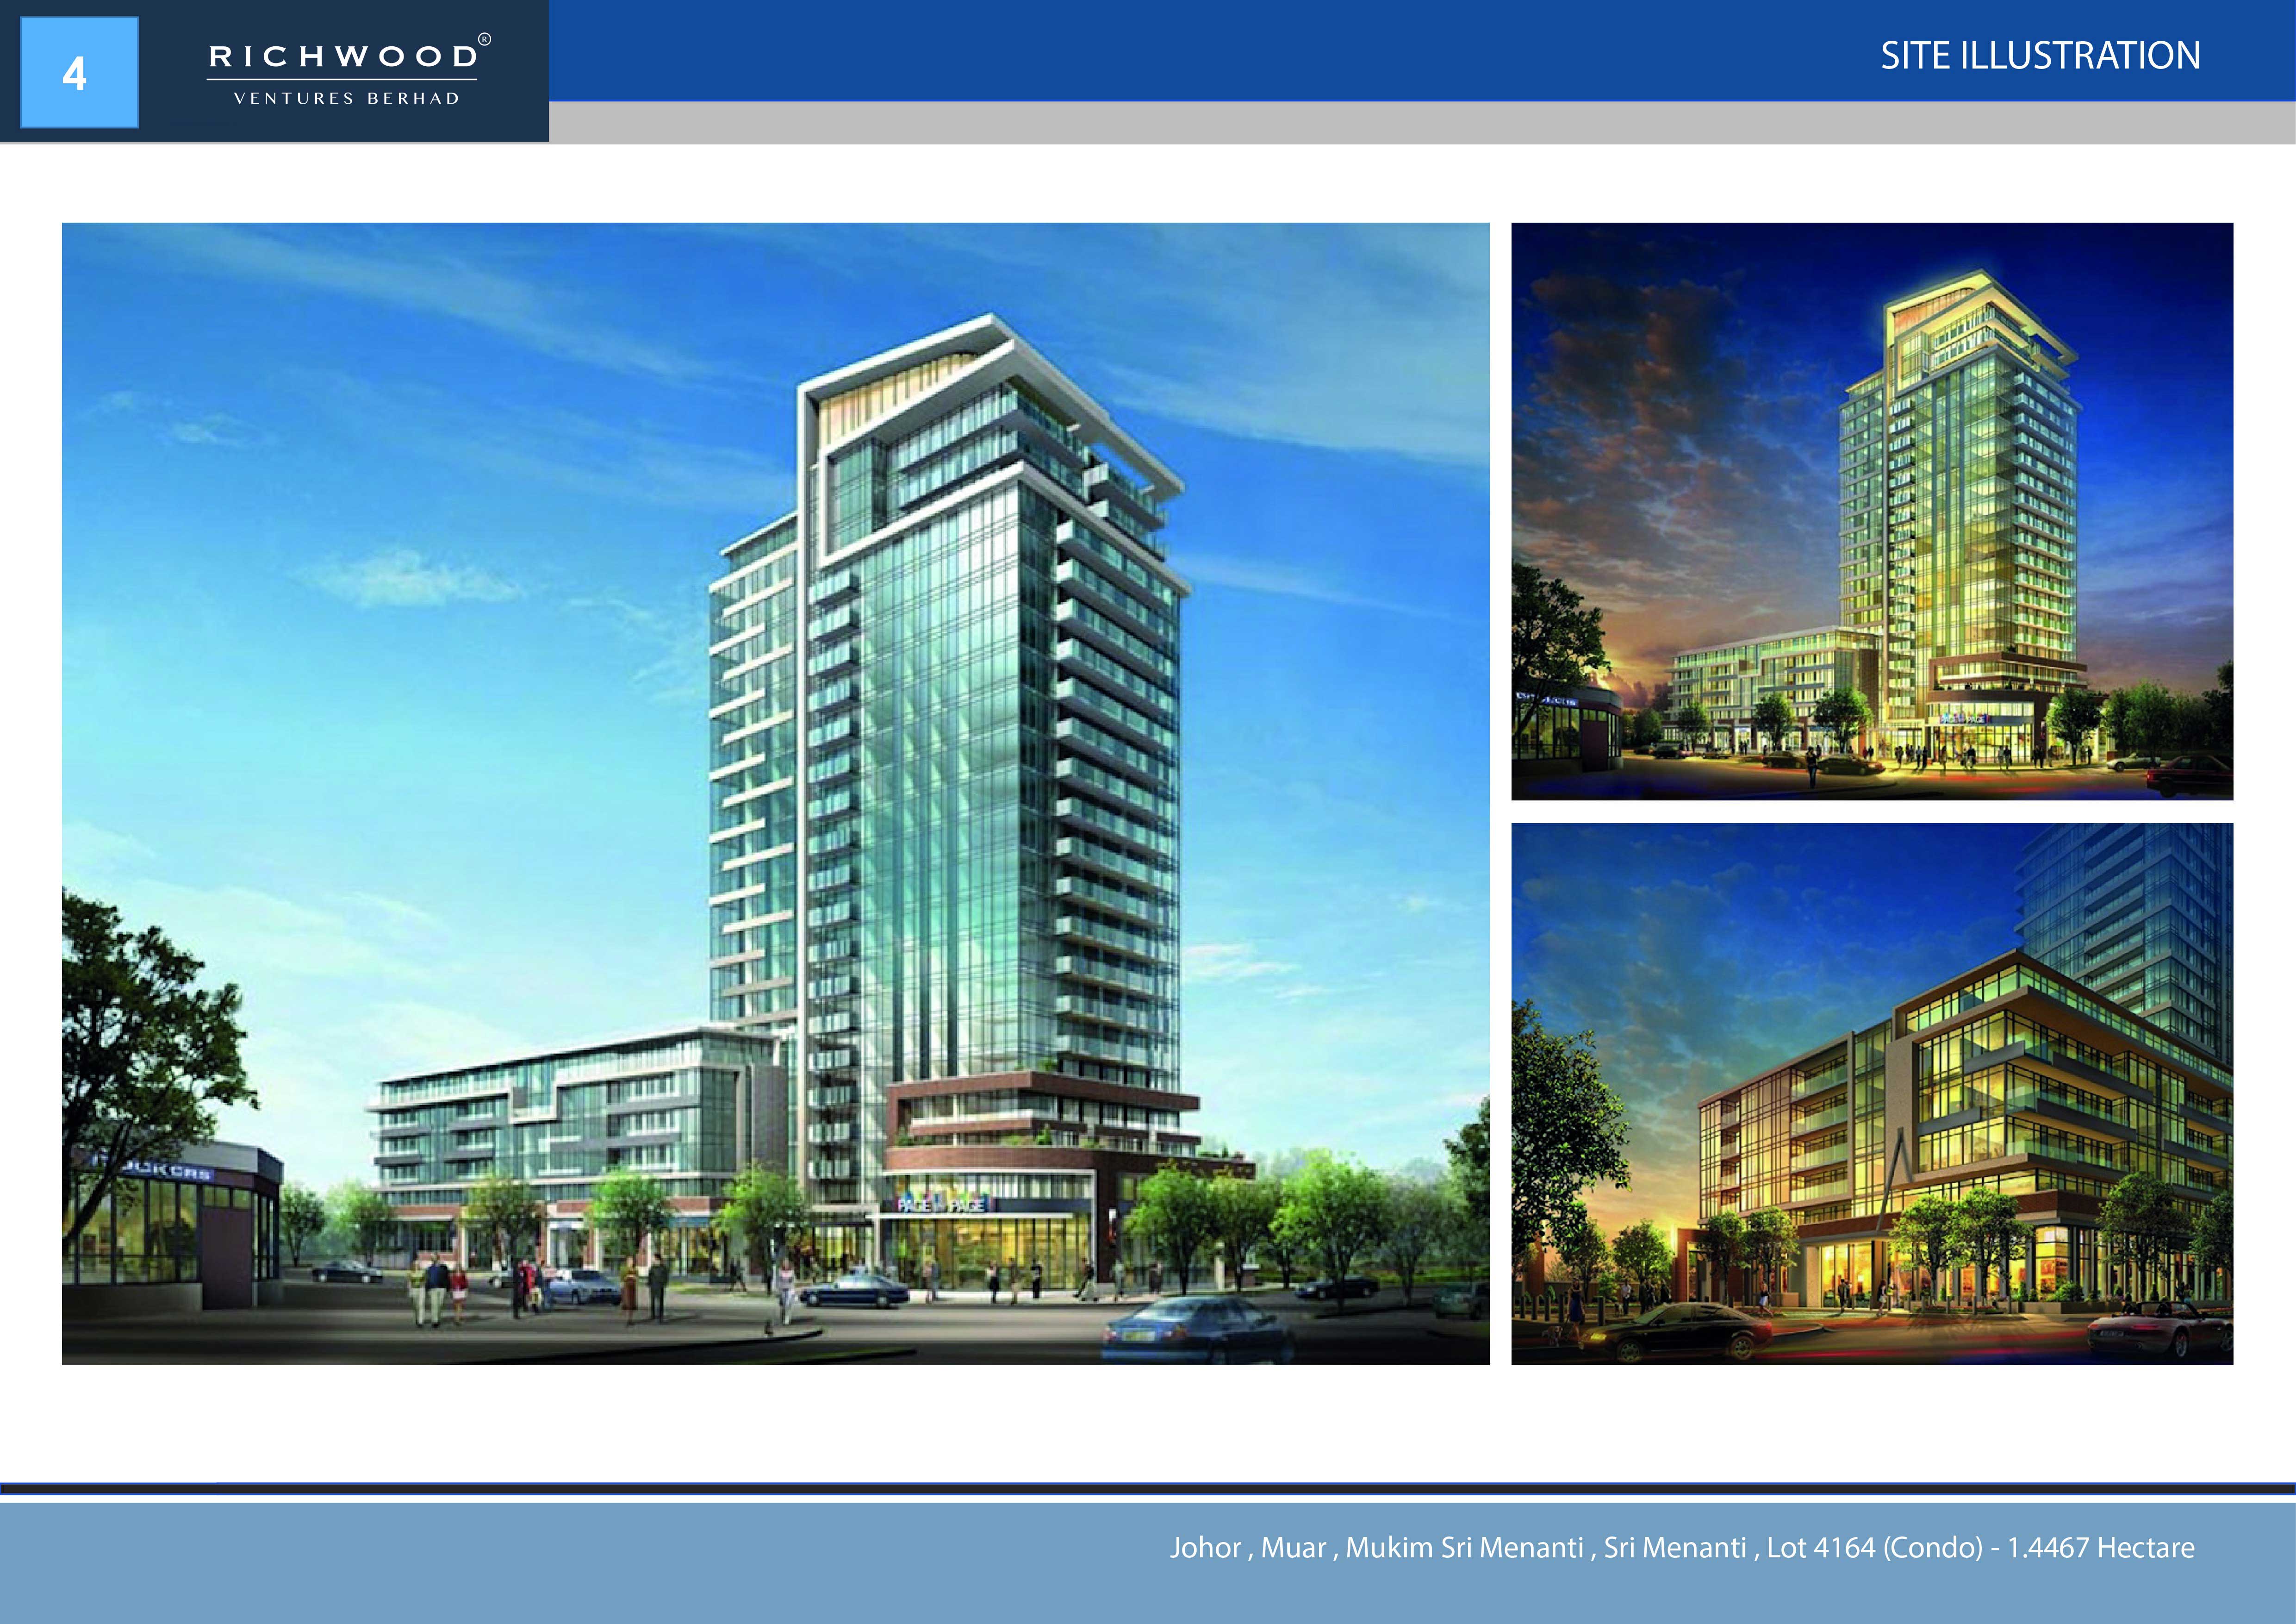 4
RICHWOOD®
VENTURES BERHAD
SITE ILLUSTRATION
PAGE PAGE
Johor , Muar , Mukim Sri Menanti , Sri Menanti , Lot 4164 (Condo) - 1.4467 Hectare